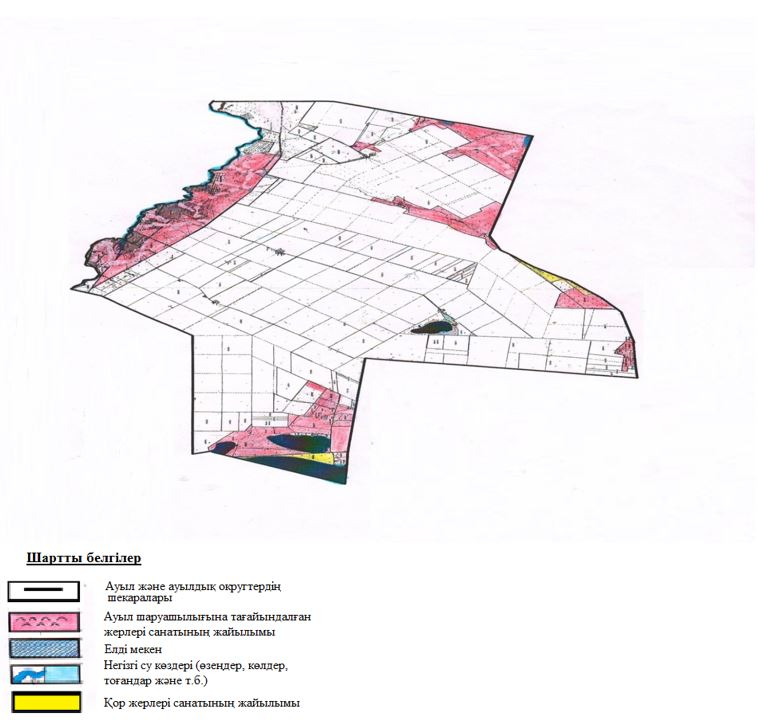 Шартты белгілер
Ауыл және ауылдық округтердің
шекаралары
Ауыл шаруашылығына тағайындалған
жерлері санатының жайылымы
Елді мекен
Негізгі су көздері (өзендер, көлдер,
тоғандар және т.б.)
Қор жерлері санатының жайылымы